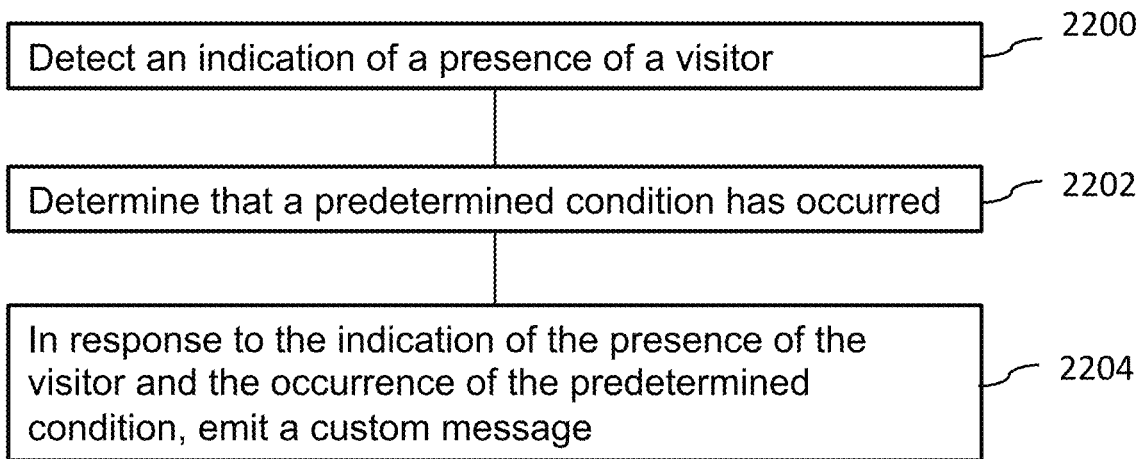 2200
Detect an indication of a presence of a visitor
2202
Determine that a predetermined condition has occurred
In response to the indication of the presence of the
visitor and the occurrence of the predetermined
2204
condition, emit a custom message